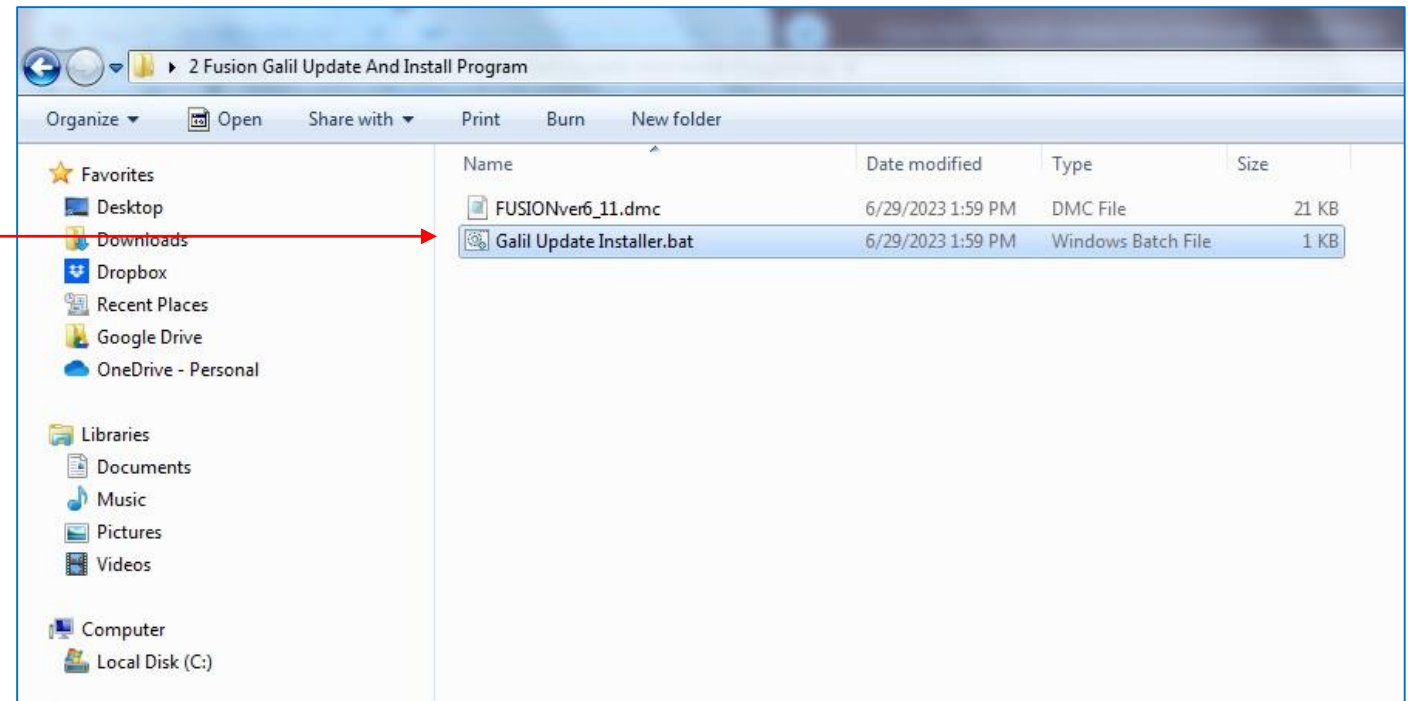 2 Fusion Galil Update And Install Program
Organize Open Share with Print Burn New folder
Name Date modified Type Size
FUSIONver6_11.dmc 6/29/2023 1:59 PM DMC File 21 KB
Galil Update Installer.bat 6/29/2023 1:59 PM Windows Batch File 1 KB
Favorites
Desktop
Downloads
Dropbox
Recent Places
Google Drive
OneDrive - Personal
Libraries
Documents
Music
Pictures
Videos
Computer
Local Disk (C:)